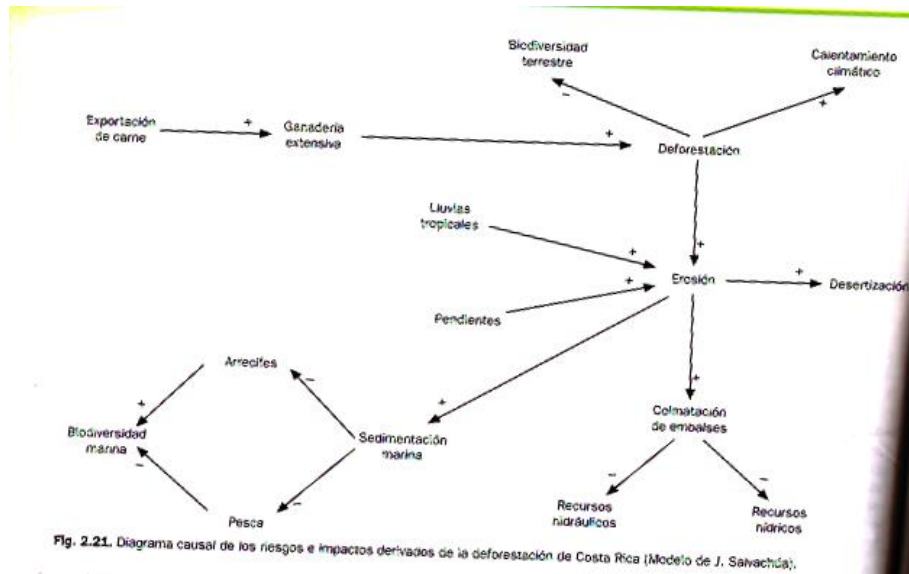 Biodiversidad
terrestre
Calentamiento
climático
Exportación
de carne
+
Ganadería
extensiva
+
−
+
Deforestación
Lluvias
tropicales
+
+
Erosión
+
Desertización
+
Pendientes
Arrecifes
−
+
+
+
Biodiversidad
marina
−
Sedimentación
marina
−
Colmatación
de embalses
−
−
Pesca
Recursos
hidráulicos
Recursos
hídricos
Fig. 2.21. Diagrama causal de los riesgos e impactos derivados de la deforestación de Costa Rica (Modelo de J. Salvachúa).